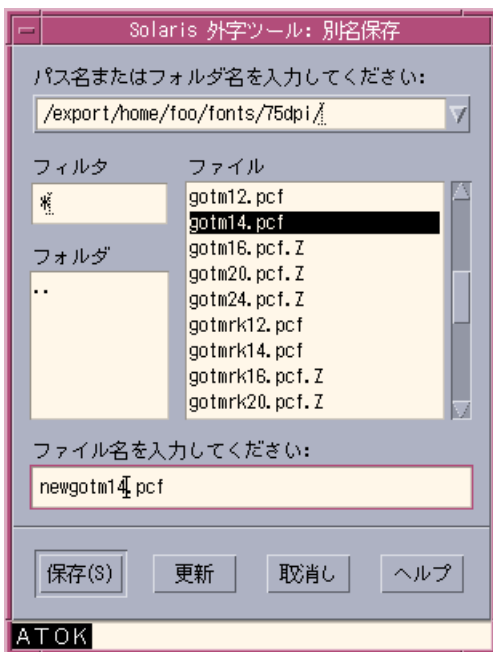 Solaris 外字ツール: 別名保存
パス名またはフォルダ名を入力してください:
/export/home/foo/fonts/75dpi/
フィルタ
*
フォルダ
..
ファイル
gotm12.pcf
gotm14.pcf
gotm16.pcf.Z
gotm20.pcf.Z
gotm24.pcf.Z
gotmrk12.pcf
gotmrk14.pcf
gotmrk16.pcf.Z
gotmrk20.pcf.Z
ファイル名を入力してください:
newgotm14.pcf
保存(S) 更新 取消し ヘルプ
ATOK